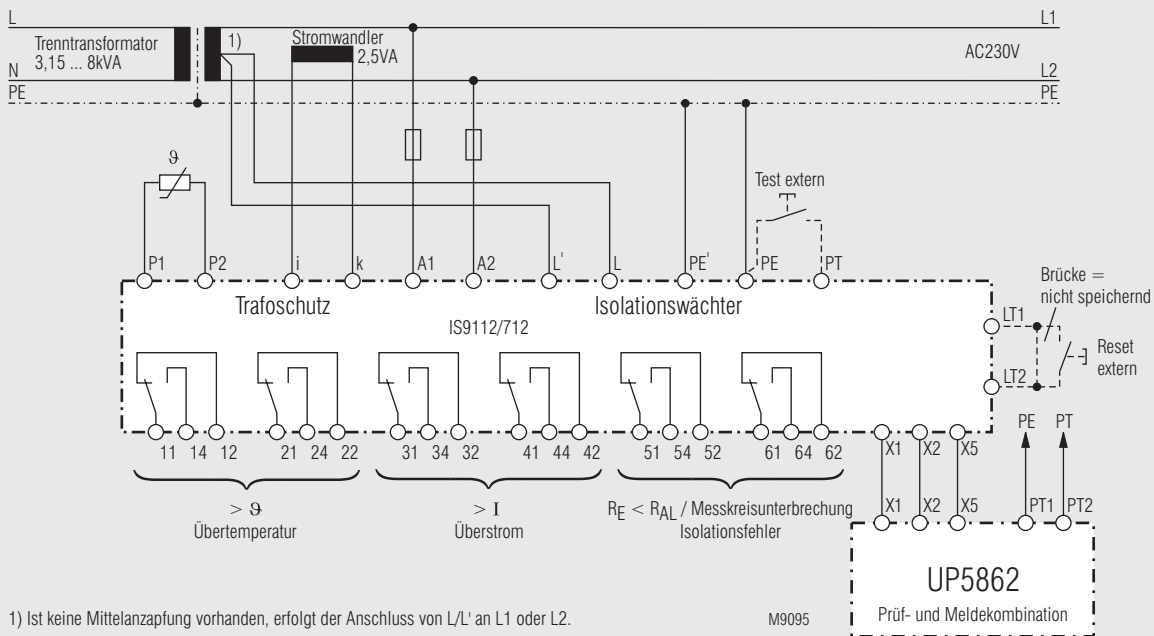 L
L1
Trenntransformator
3,15 ... 8kVA
1)
Stromwandler
2,5VA
AC230V
N
L2
PE
PE
ϑ
Test extern
P1
P2
i
k
A1
A2
L'
L
PE'
PE
PT
Trafoschutz
Isolationswächter
IS9112/712
Brücke =
nicht speichernd
LT1
LT2
Reset
extern
11
14
12
21
24
22
31
34
32
41
44
42
51
54
52
61
64
62
X1
X2
X5
PE
PT
> ϑ
Übertemperatur
> I
Überstrom
RE < RAL / Messkreisunterbrechung
Isolationsfehler
X1
X2
X5
PT1
PT2
UP5862
Prüf- und Meldekombination
1) Ist keine Mittelanzapfung vorhanden, erfolgt der Anschluss von L/L' an L1 oder L2.
M9095